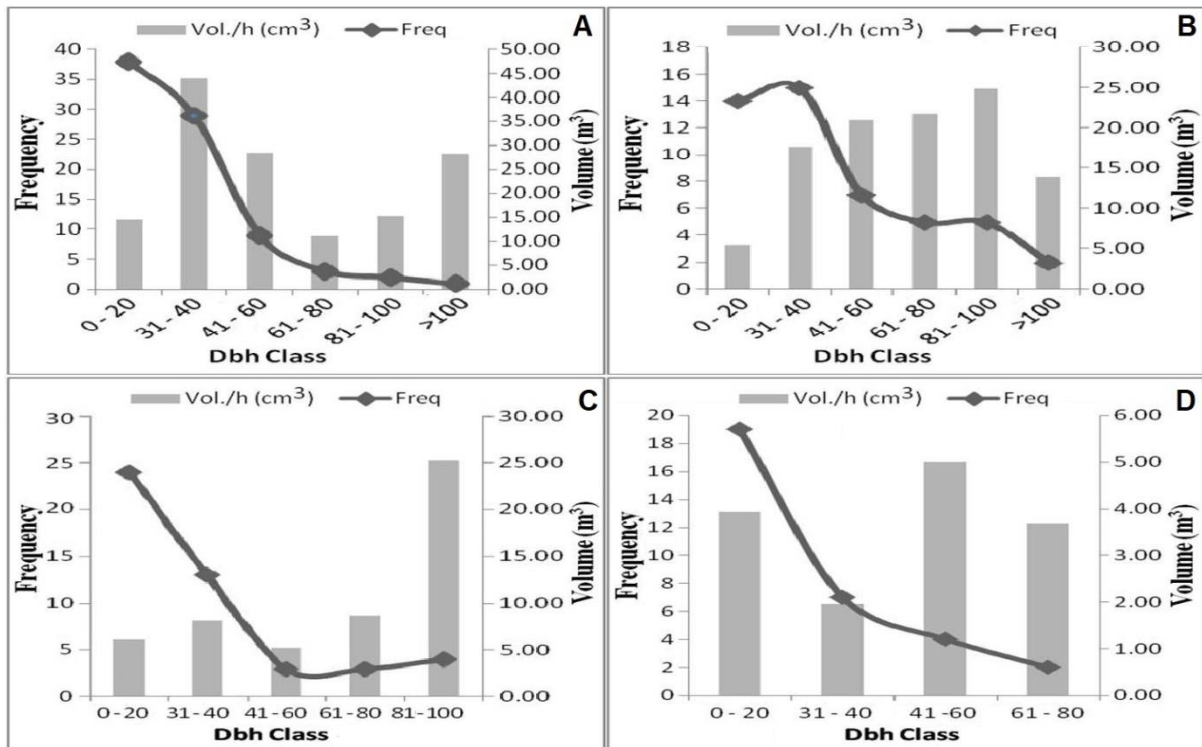 Vol./h (cm³) Freq A
40 50.00
35 45.00
30 40.00
25 35.00
20 30.00
15 25.00
10 20.00
5 15.00
0 10.00
5.00
0.00
Frequency
Volume (m³)
0 - 20 31 - 40 41 - 60 61 - 80 81 - 100 >100
Dbh Class
Vol./h (cm³) Freq B
18 30.00
16 25.00
14 20.00
12 15.00
10 10.00
8 5.00
6 0.00
4
2
0
Frequency
Volume (m³)
0 - 20 31 - 40 41 - 60 61 - 80 81 - 100 >100
Dbh Class
Vol./h (cm³) Freq C
30 30.00
25 25.00
20 20.00
15 15.00
10 10.00
5 5.00
0 0.00
Frequency
Volume (m³)
0 - 20 31 - 40 41 - 60 61 - 80 81 - 100
Dbh Class
Vol./h (cm³) Freq D
20 6.00
18 5.00
16 4.00
14 3.00
12 2.00
10 1.00
8 0.00
6
4
2
0
Frequency
Volume (m³)
0 - 20 31 - 40 41 - 60 61 - 80
Dbh Class